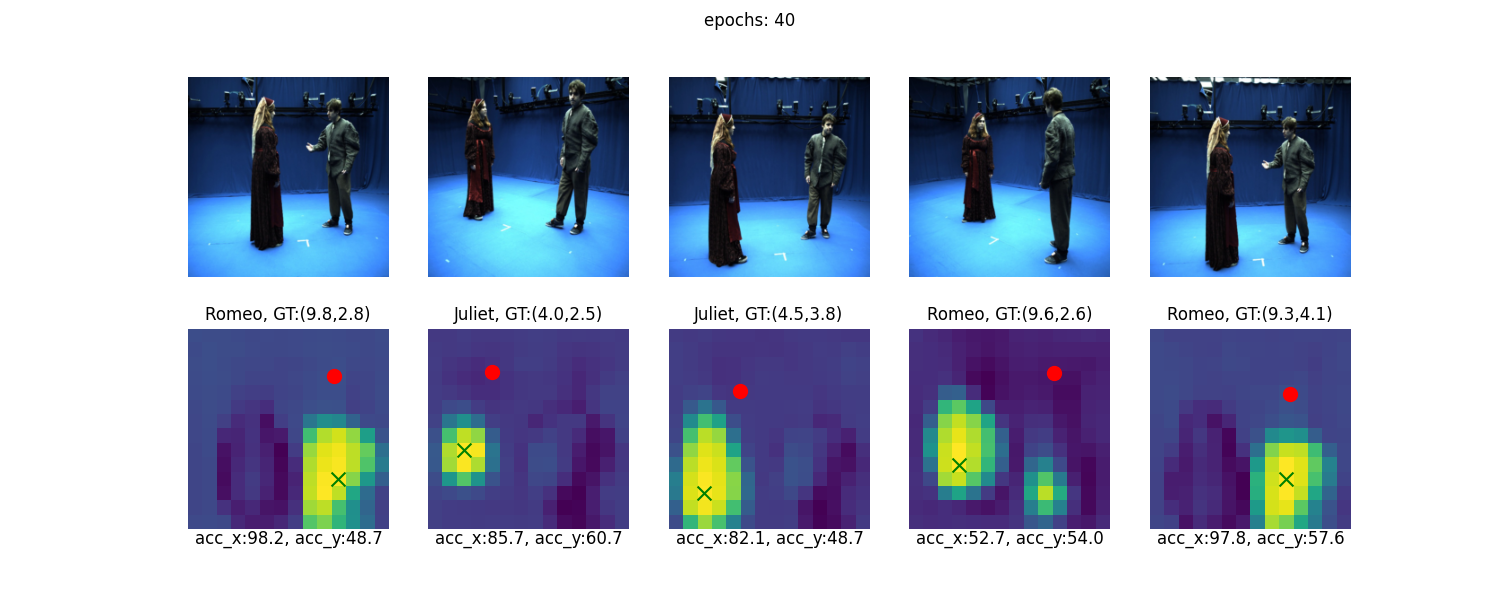 epochs: 40
Romeo, GT:(9.8,2.8)
Juliet, GT:(4.0,2.5)
Juliet, GT:(4.5,3.8)
Romeo, GT:(9.6,2.6)
Romeo, GT:(9.3,4.1)
acc_x:98.2, acc_y:48.7
acc_x:85.7, acc_y:60.7
acc_x:82.1, acc_y:48.7
acc_x:52.7, acc_y:54.0
acc_x:97.8, acc_y:57.6